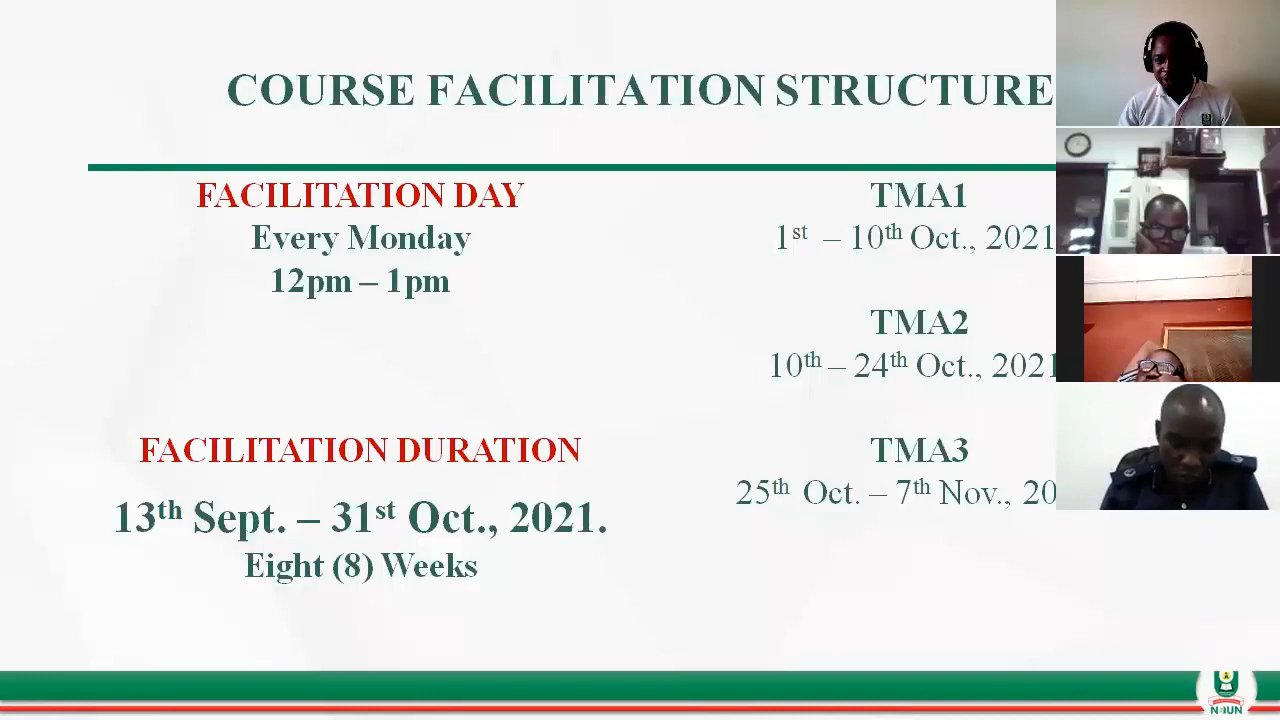 COURSE FACILITATION STRUCTURE
FACILITATION DAY
Every Monday
12pm – 1pm
FACILITATION DURATION
13th Sept. – 31st Oct., 2021.
Eight (8) Weeks
TMA1
1st – 10th Oct., 2021
TMA2
10th – 24th Oct., 2021
TMA3
25th Oct. – 7th Nov., 20
NOUN